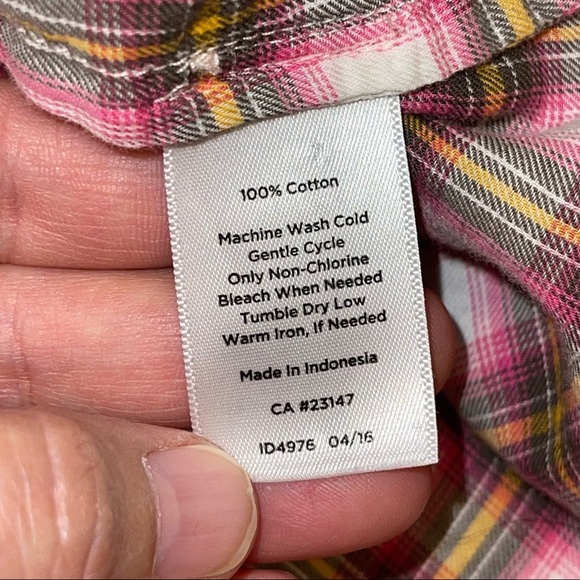 100% Cotton
Machine Wash Cold
Gentle Cycle
Only Non-Chlorine
Bleach When Needed
Tumble Dry Low
Warm Iron, If Needed
Made In Indonesia
CA #23147
ID4976 04/16